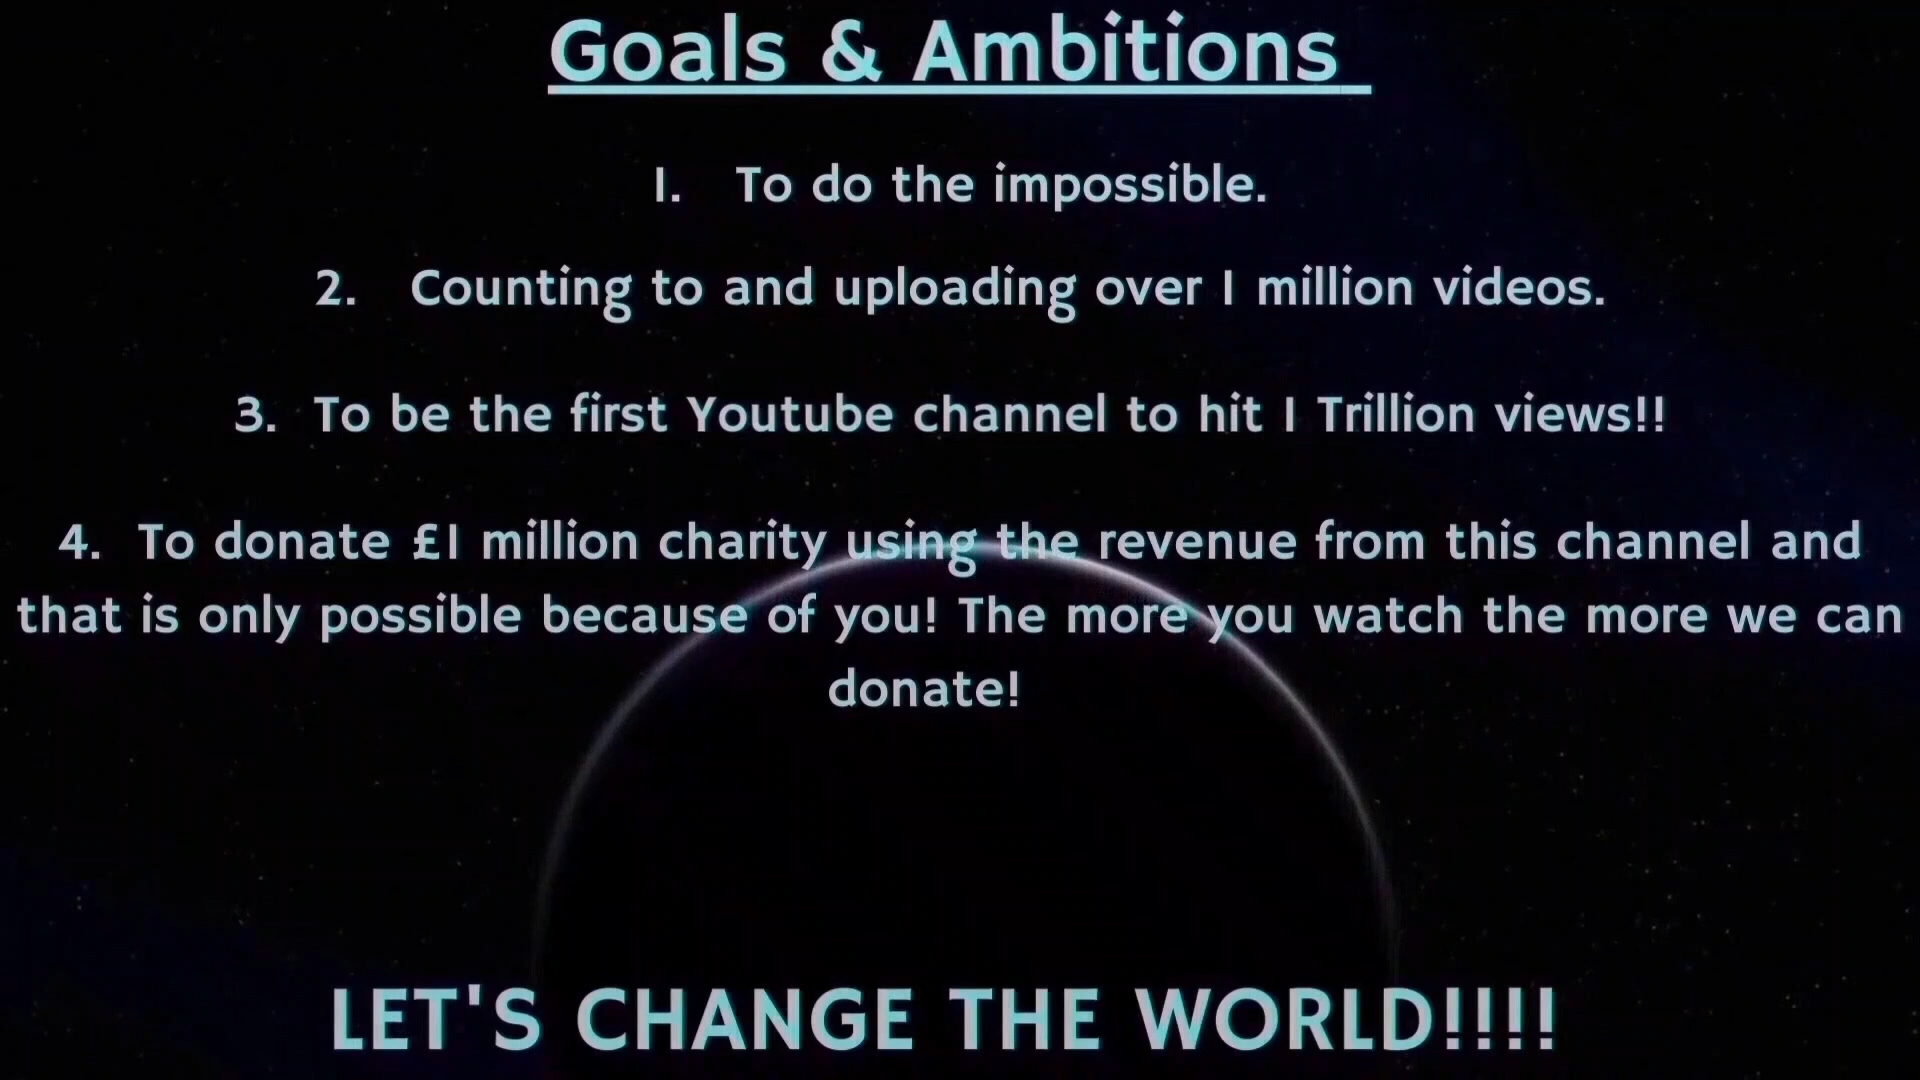 Goals & Ambitions
1. To do the impossible.
2. Counting to and uploading over 1 million videos.
3. To be the first Youtube channel to hit 1 Trillion views!!
4. To donate £1 million charity using the revenue from this channel and
that is only possible because of you! The more you watch the more we can
donate!
LET'S CHANGE THE WORLD!!!!